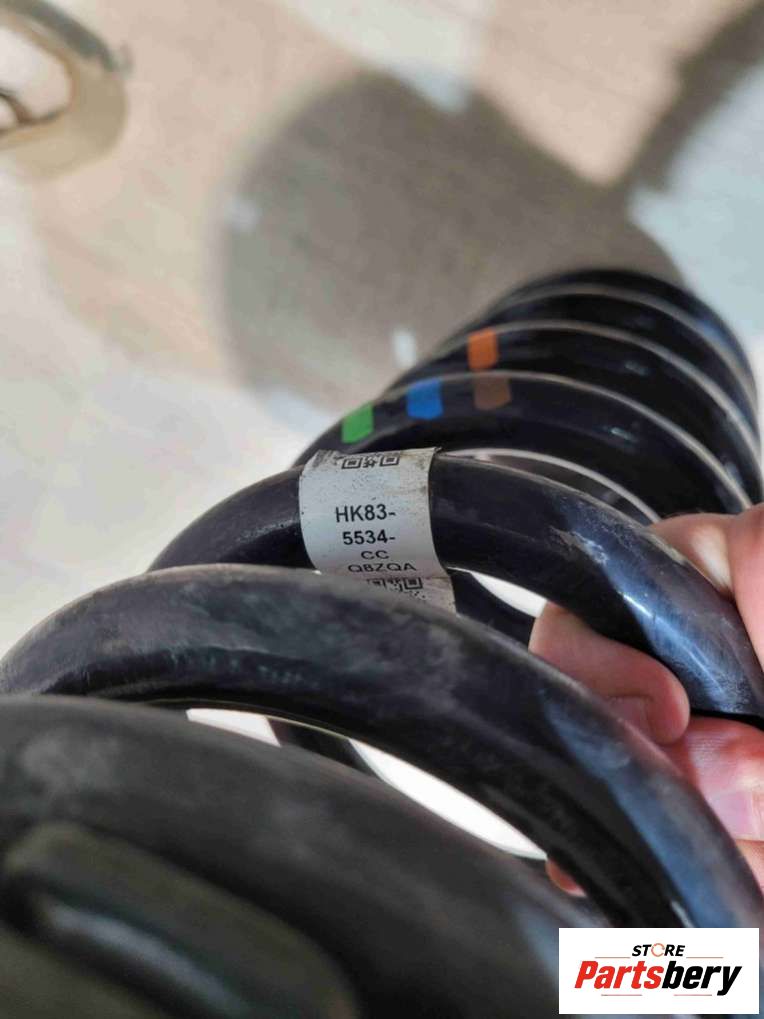 HK83-
5534-
CC
Q8ZQA
STORE
Partsbery